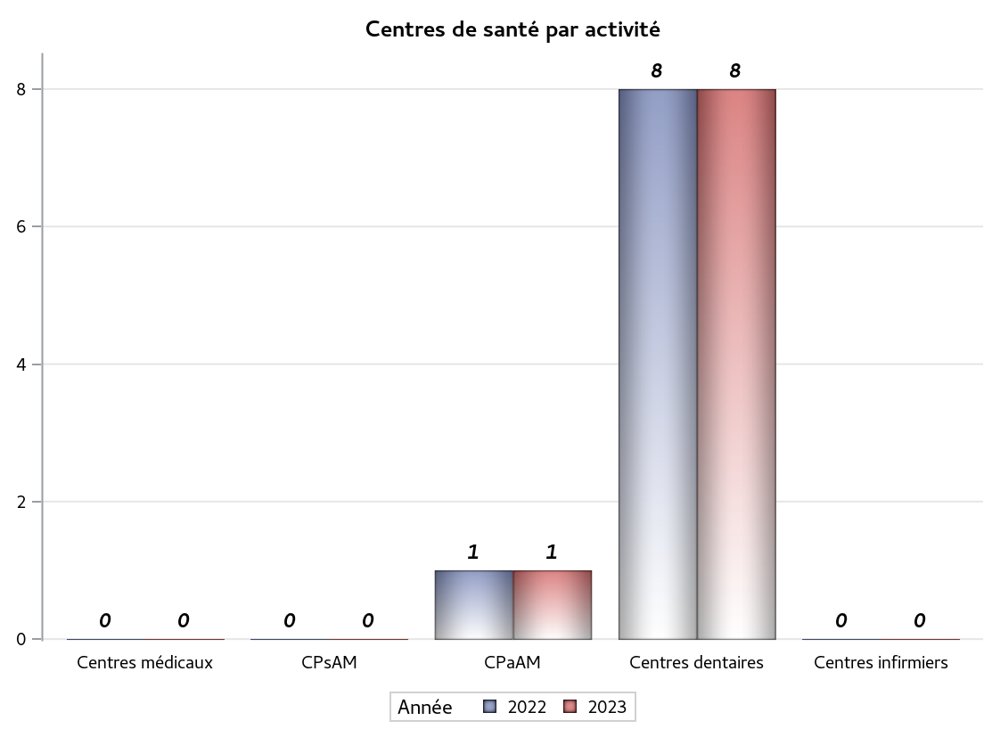 Centres de santé par activité
8 8
8
6
4
2
1 1
0 0 0 0 0 0
0
Centres médicaux CPsAM CPaAM Centres dentaires Centres infirmiers
Année 2022 2023